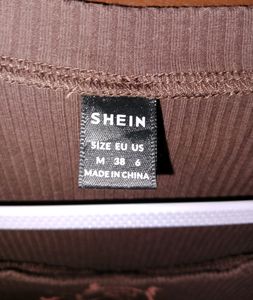 SHEIN
SIZE EU US
M 38 6
MADE IN CHINA